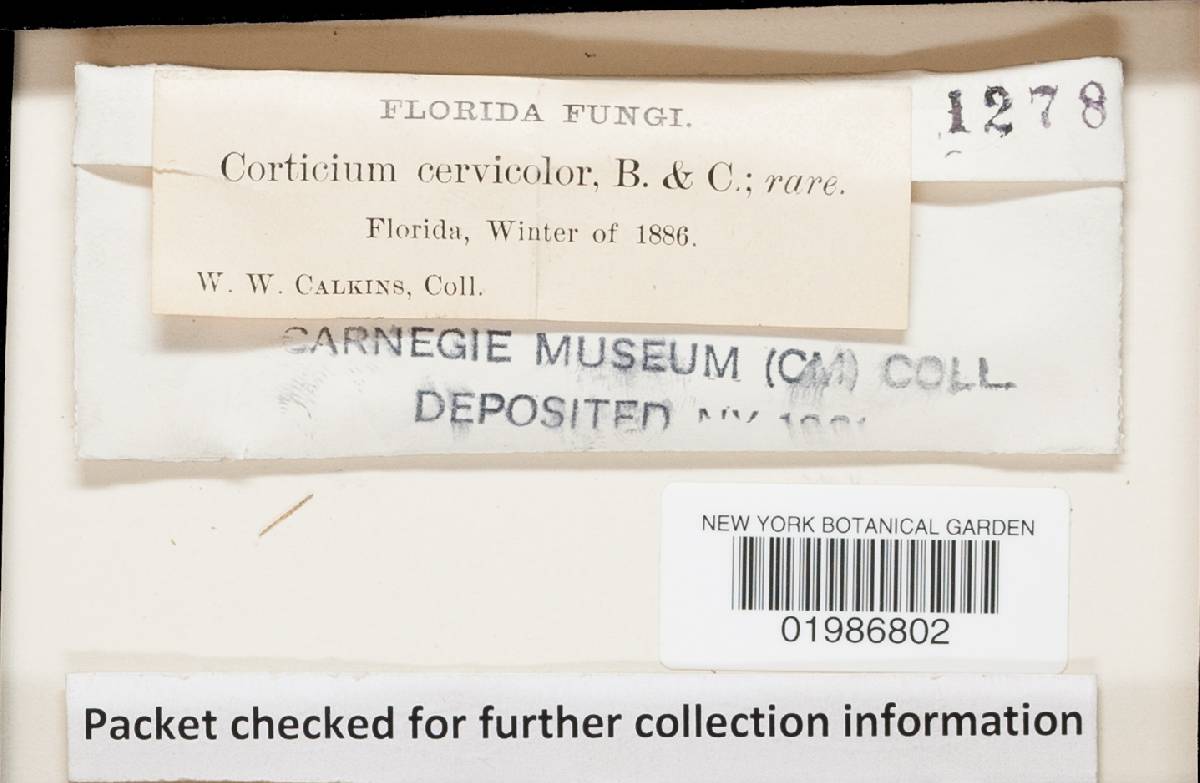 FLORIDA FUNGI.
1278
Corticium cervicolor, B. & C.; rare.
Florida, Winter of 1886.
W. W. CALKINS, Coll.
CARNEGIE MUSEUM (CM) COLL.
DEPOSITED
NEW YORK BOTANICAL GARDEN
01986802
Packet checked for further collection information